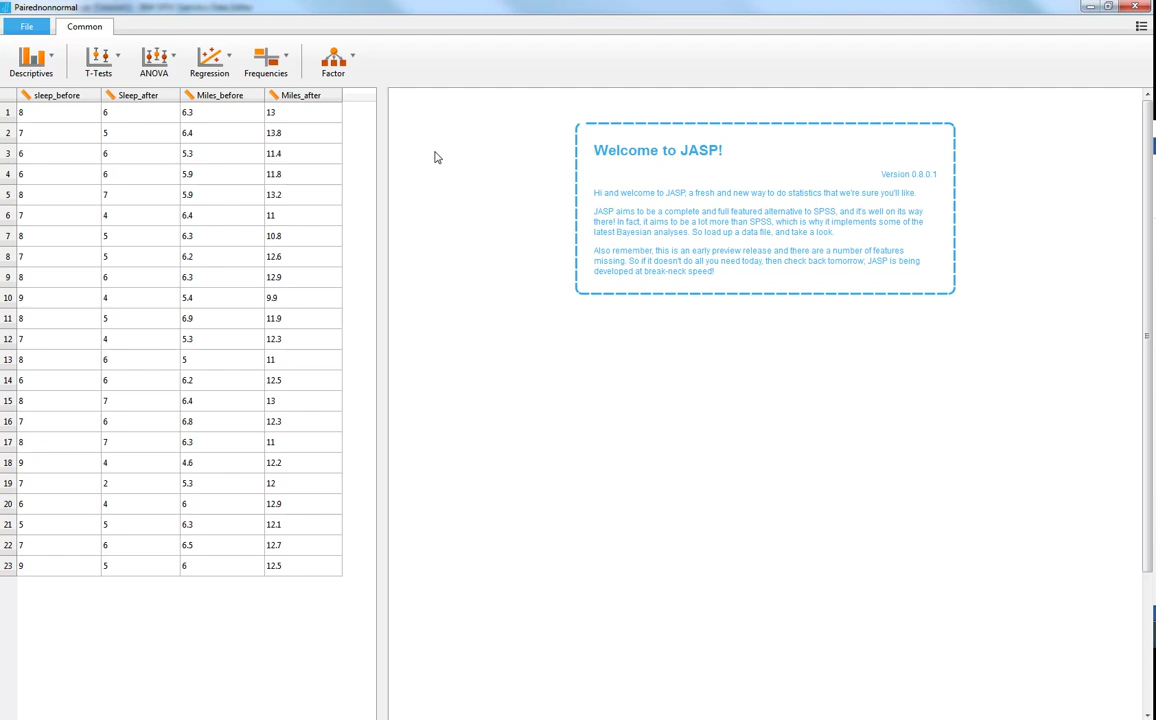 Pairednonnormal
File Common
Descriptives T-Tests ANOVA Regression Frequencies Factor
sleep_before Sleep_after Miles_before Miles_after
1 8 6 6.3 13
2 7 5 6.4 13.8
3 6 6 5.3 11.4
4 6 6 5.9 11.8
5 8 7 5.9 13.2
6 7 4 6.4 11
7 8 5 6.3 10.8
8 7 5 6.2 12.6
9 8 6 6.3 12.9
10 9 4 5.4 9.9
11 8 5 6.9 11.9
12 7 4 5.3 12.3
13 8 6 5 11
14 6 6 6.2 12.5
15 8 7 6.4 13
16 7 6 6.8 12.3
17 8 7 6.3 11
18 9 4 4.6 12.2
19 7 2 5.3 12
20 6 4 6 12.9
21 5 5 6.3 12.1
22 7 6 6.5 12.7
23 9 5 6 12.5
Welcome to JASP!
Version 0.8.0.1
Hi and welcome to JASP, a fresh and new way to do statistics that we're sure you'll like.
JASP aims to be a complete and full featured alternative to SPSS, and it's well on its way
there! In fact, it aims to be a lot more than SPSS, which is why it implements some of the
latest Bayesian analyses. So load up a data file, and take a look.
Also remember, this is an early preview release and there are a number of features
missing. So if it doesn't do all you need today, then check back tomorrow; JASP is being
developed at break-neck speed!